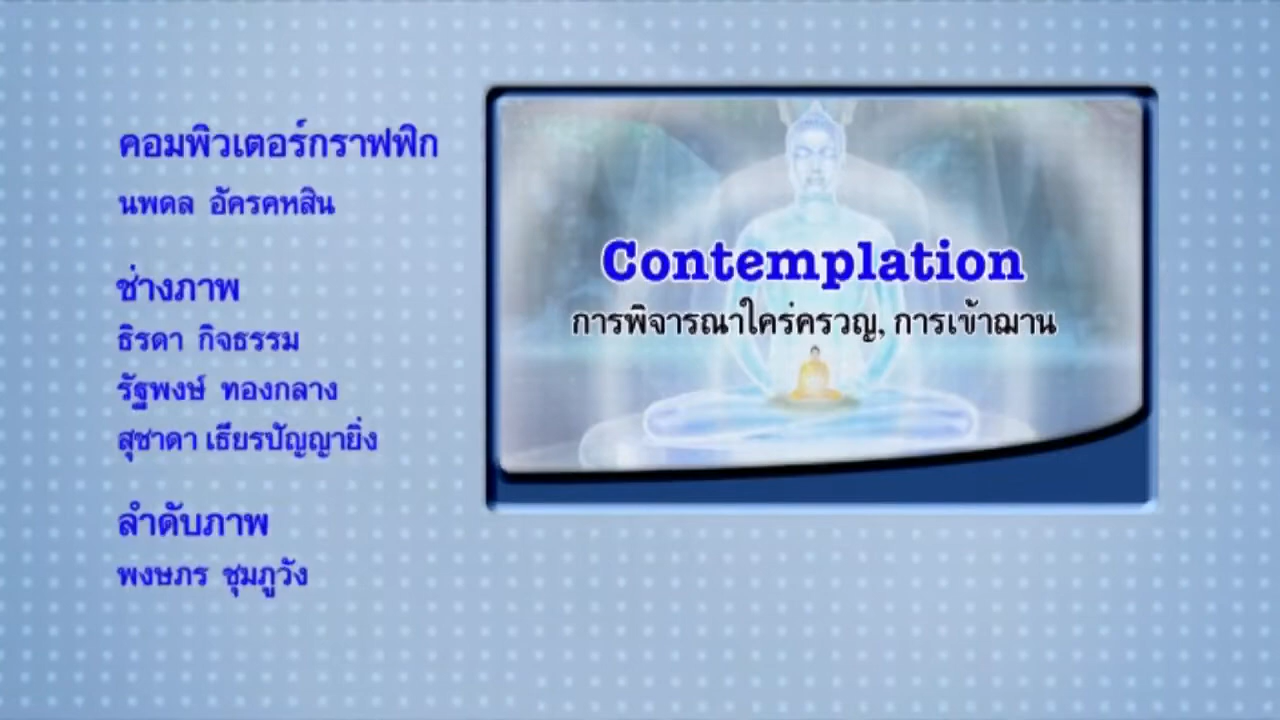 คอมพิวเตอร์กราฟฟิก
นพดล อัครคหสิน
ช่างภาพ
ธิรดา กิจธรรม
รัฐพงษ์ ทองกลาง
สุชาดา เธียรปัญญายิ่ง
ลำดับภาพ
พงษภร ชุมภูวัง
Contemplation
การพิจารณาใคร่ครวญ, การเข้าฌาน